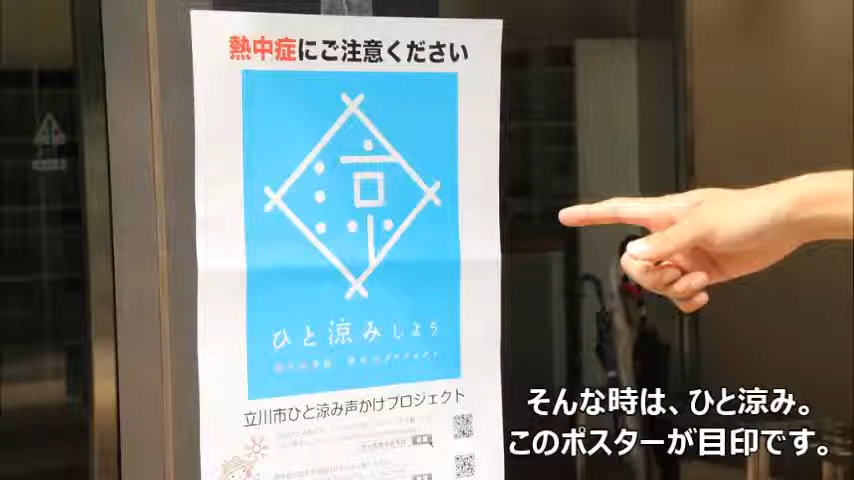 熱中症にご注意ください
ひと涼みしよう
立川市ひと涼み声かけプロジェクト
そんな時は、ひと涼み。
このポスターが目印です。